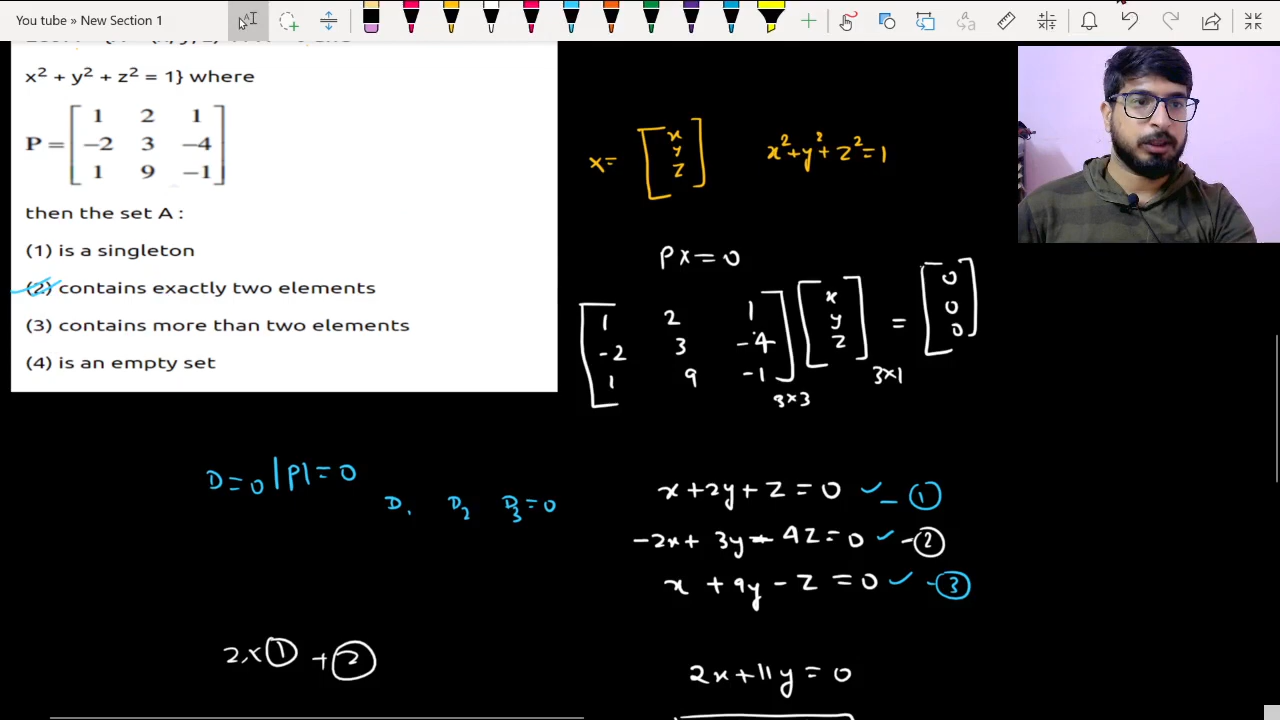 You tube » New Section 1
x² + y² + z² = 1} where
P = [ 1 2 1
-2 3 -4
1 9 -1 ]
then the set A :
(1) is a singleton
(2) contains exactly two elements
(3) contains more than two elements
(4) is an empty set
x = [ x
y
z ]
x² + y² + z² = 1
PX = 0
[ 1 2 1
-2 3 -4
1 9 -1 ] 3×3 [ x
y
z ] 3×1 = [ 0
0
0 ]
D = 0 |P| = 0
D₁ D₂ D₃ = 0
x + 2y + z = 0 - ①
-2x + 3y - 4z = 0 - ②
x + 9y - z = 0 - ③
2 × ① + ②
2x + 11y = 0